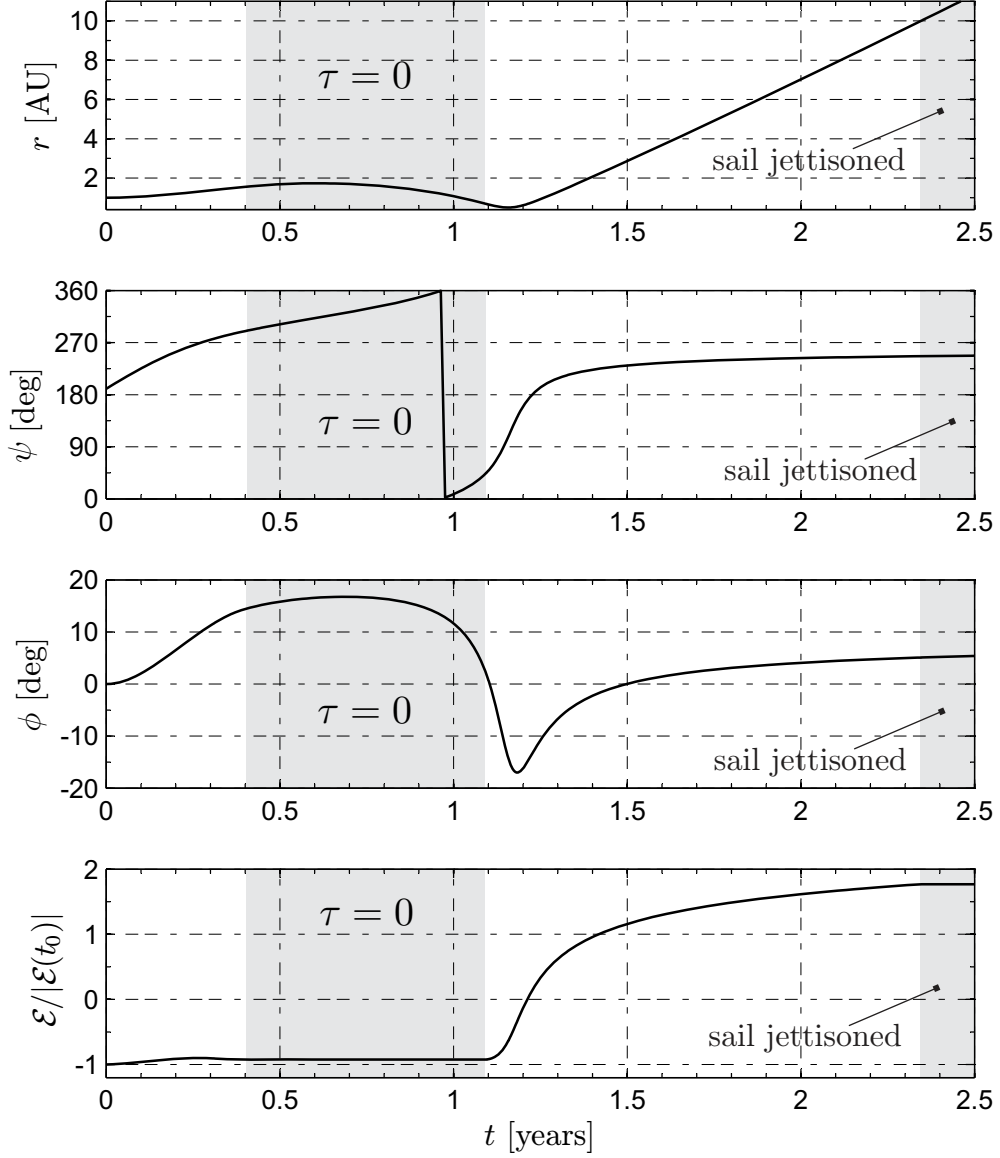 10
8
6
4
2
r [AU]
τ = 0
sail jettisoned
0 0.5 1 1.5 2 2.5
360
270
180
90
0
ψ [deg]
τ = 0
sail jettisoned
0 0.5 1 1.5 2 2.5
20
10
0
-10
-20
ϕ [deg]
τ = 0
sail jettisoned
0 0.5 1 1.5 2 2.5
2
1
0
-1
ℰ/|ℰ(t₀)|
τ = 0
sail jettisoned
0 0.5 1 1.5 2 2.5
t [years]